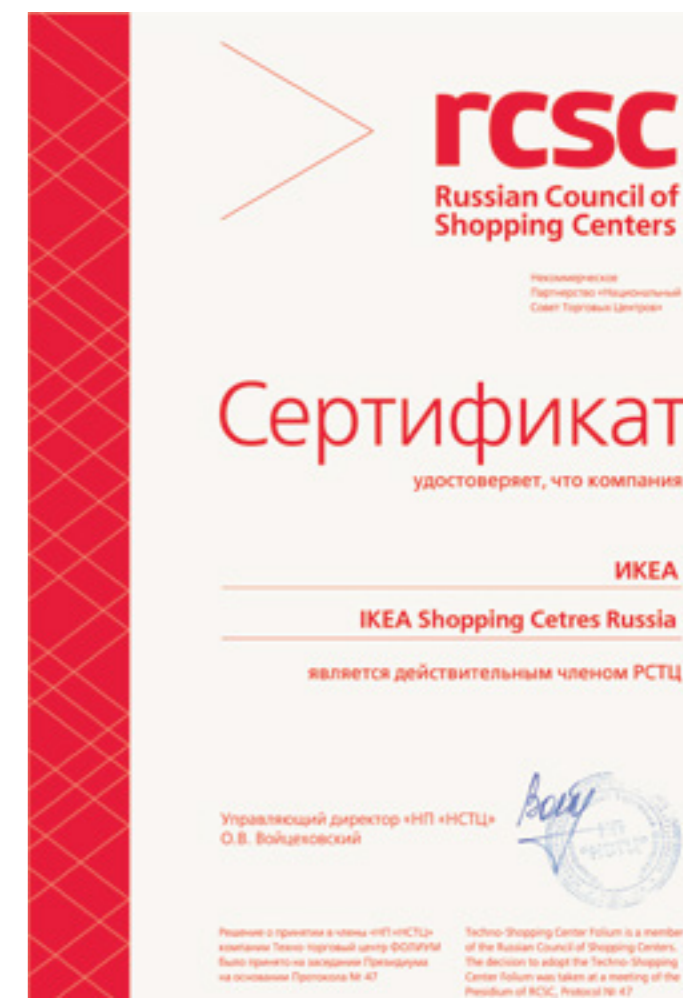 rcsc
Russian Council of
Shopping Centers
Некоммерческое
Партнерство «Национальный
Совет Торговых Центров»
Сертификат
удостоверяет, что компания
ИКЕА
IKEA Shopping Cetres Russia
является действительным членом РСТЦ
Управляющий директор «НП «НСТЦ»
О.В. Войцеховский
НП
"НСТЦ"
Решение о принятии в члены «НП «НСТЦ»
компании Техно торговый центр ФОЛИУМ
было принято на заседании Президиума
на основании Протокола № 47
Techno-Shopping Center Folium is a member
of the Russian Council of Shopping Centers.
The decision to adopt the Techno-Shopping
Center Folium was taken at a meeting of the
Presidium of RCSC, Protocol № 47